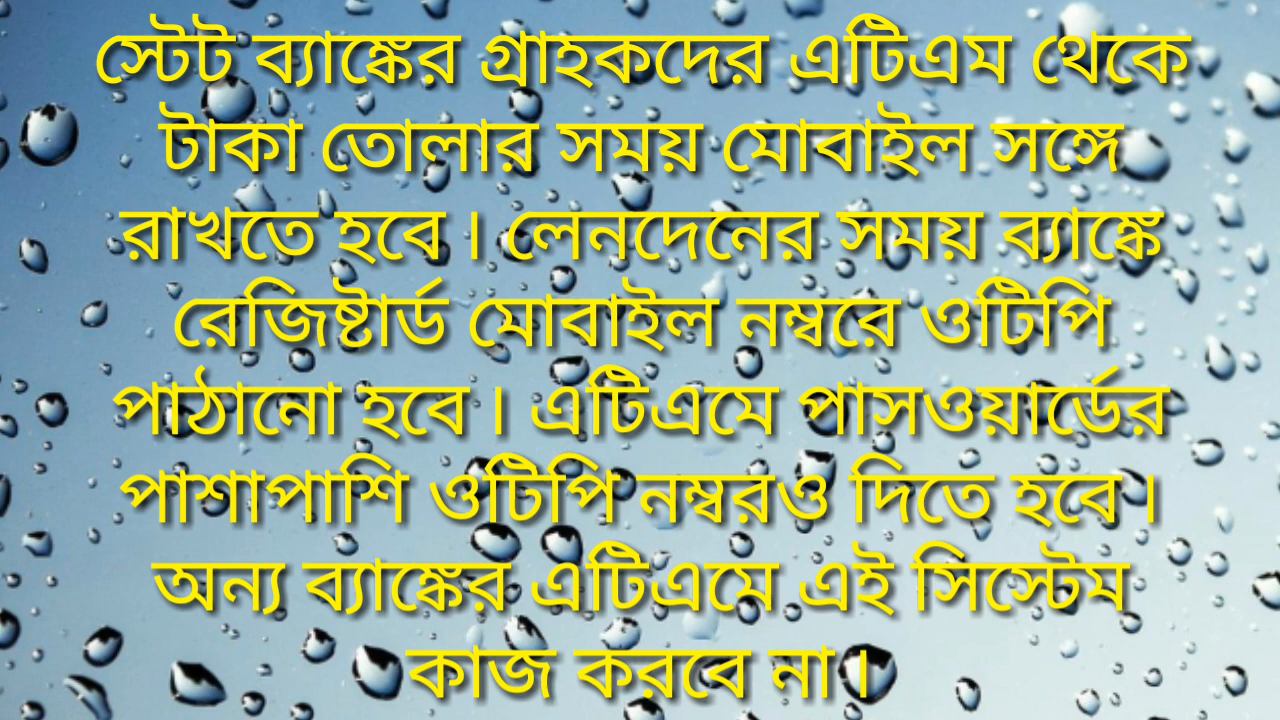 স্টেট ব্যাঙ্কের গ্রাহকদের এটিএম থেকে
টাকা তোলার সময় মোবাইল সঙ্গে
রাখতে হবে । লেনদেনের সময় ব্যাঙ্কে
রেজিষ্টার্ড মোবাইল নম্বরে ওটিপি
পাঠানো হবে । এটিএমে পাসওয়ার্ডের
পাশাপাশি ওটিপি নম্বরও দিতে হবে ।
অন্য ব্যাঙ্কের এটিএমে এই সিস্টেম
কাজ করবে না ।